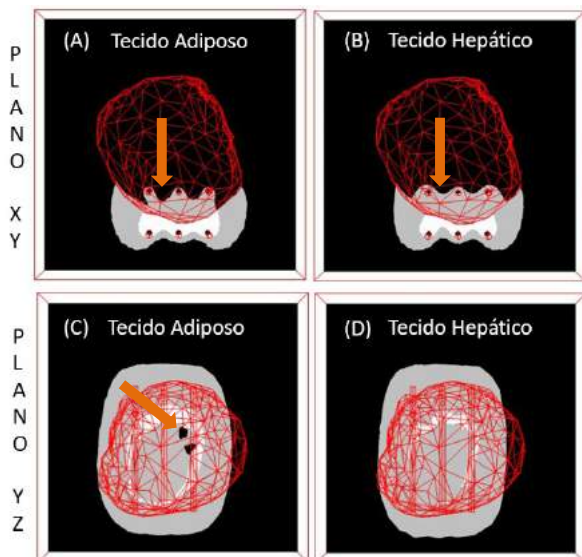 PLANO XY
(A) Tecido Adiposo
(B) Tecido Hepático
PLANO YZ
(C) Tecido Adiposo
(D) Tecido Hepático